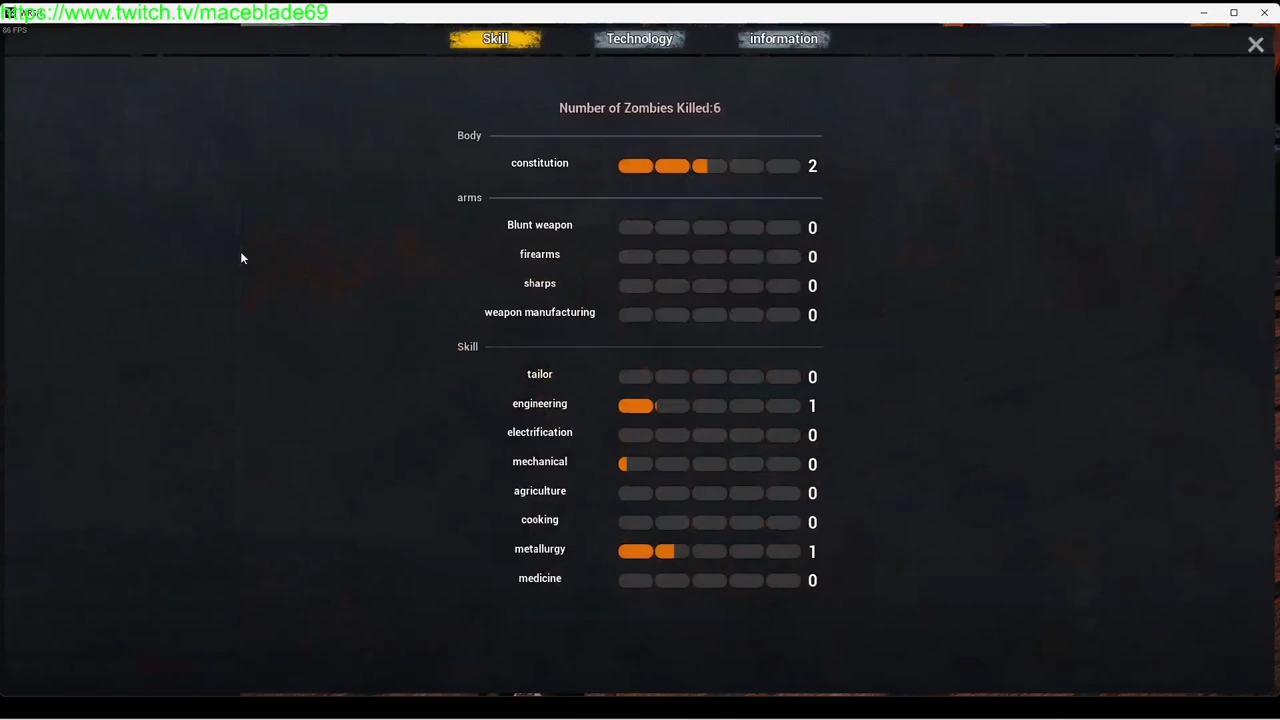 https://www.twitch.tv/maceblade69
86 FPS
Skill Technology information
Number of Zombies Killed:6
Body
constitution 2
arms
Blunt weapon 0
firearms 0
sharps 0
weapon manufacturing 0
Skill
tailor 0
engineering 1
electrification 0
mechanical 0
agriculture 0
cooking 0
metallurgy 1
medicine 0